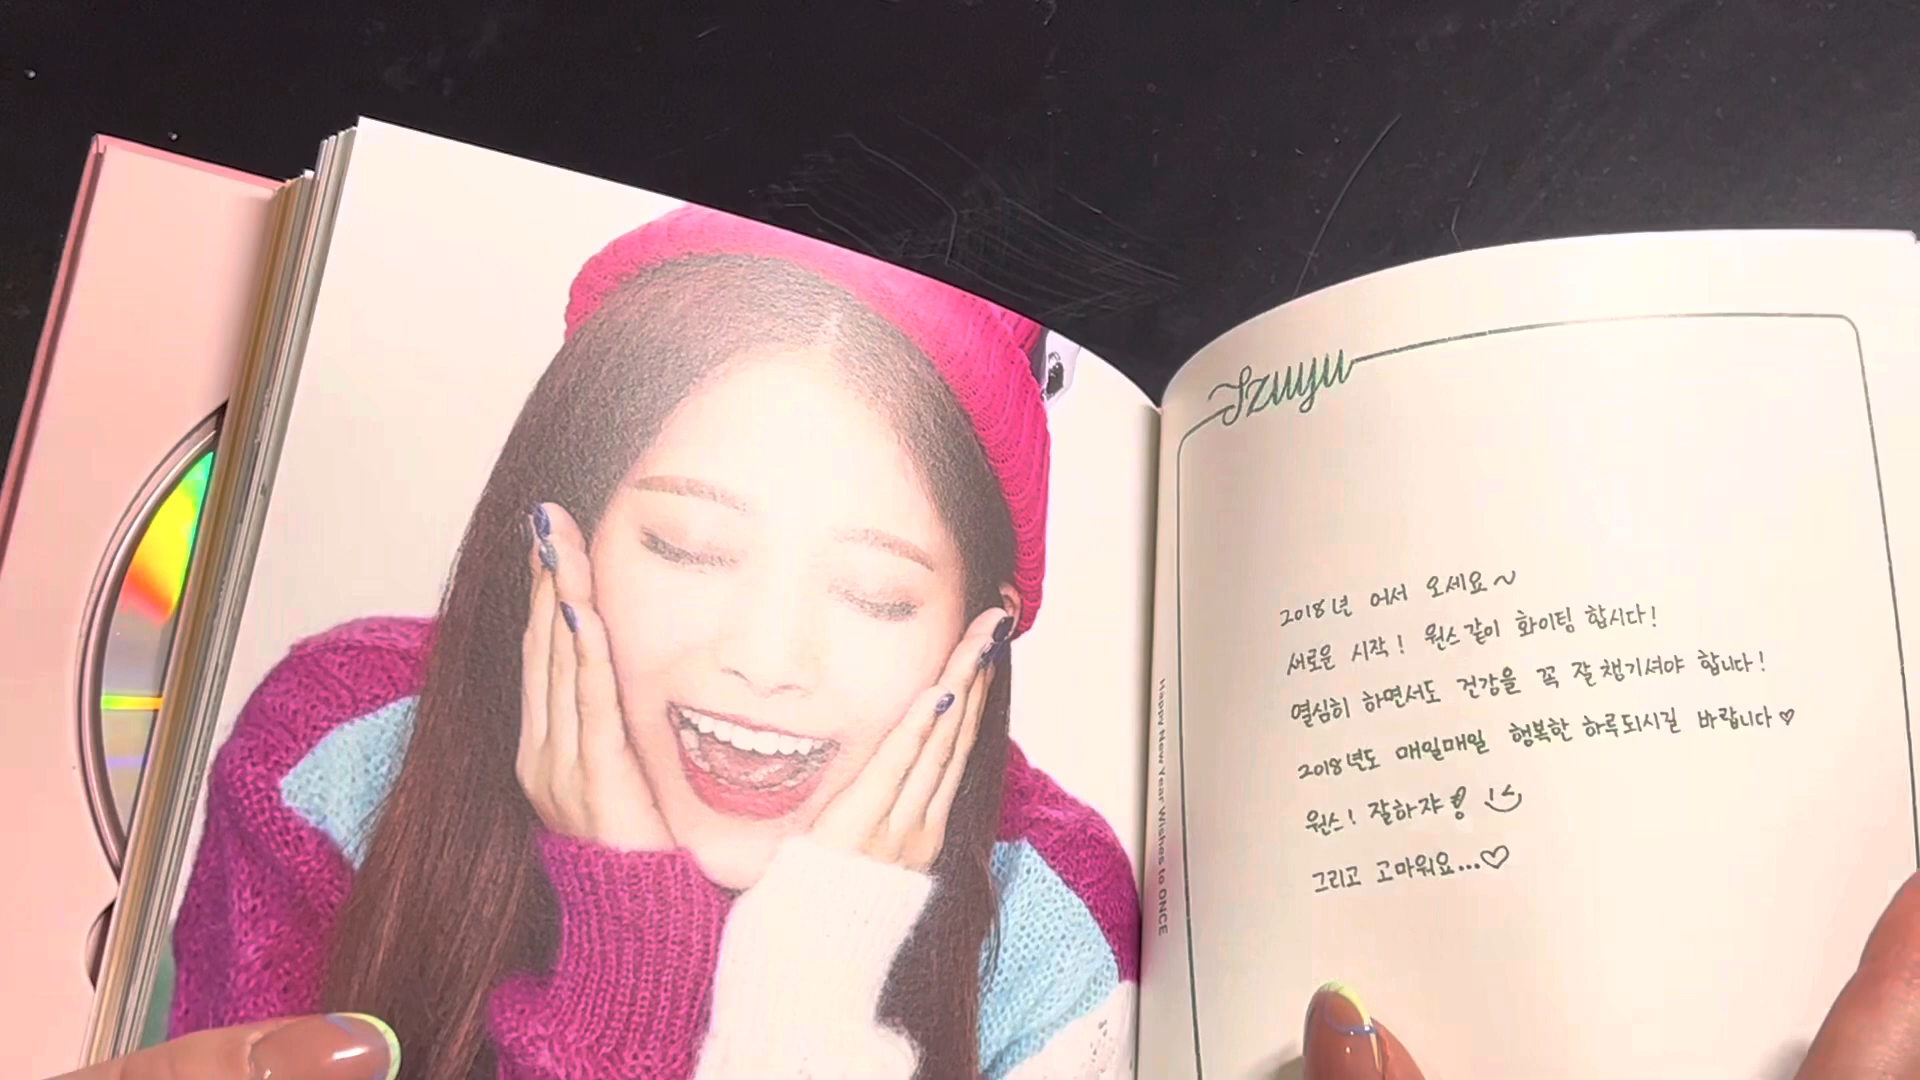 Tzuyu
2018년 어서 오세요~
새로운 시작! 원스같이 화이팅 합시다!
열심히 하면서도 건강을 꼭 잘 챙기셔야 합니다!
2018년도 매일매일 행복한 하루되시길 바랍니다♡
원스! 잘하쟈
그리고 고마워요...♡
Happy New Year Wishes to ONCE